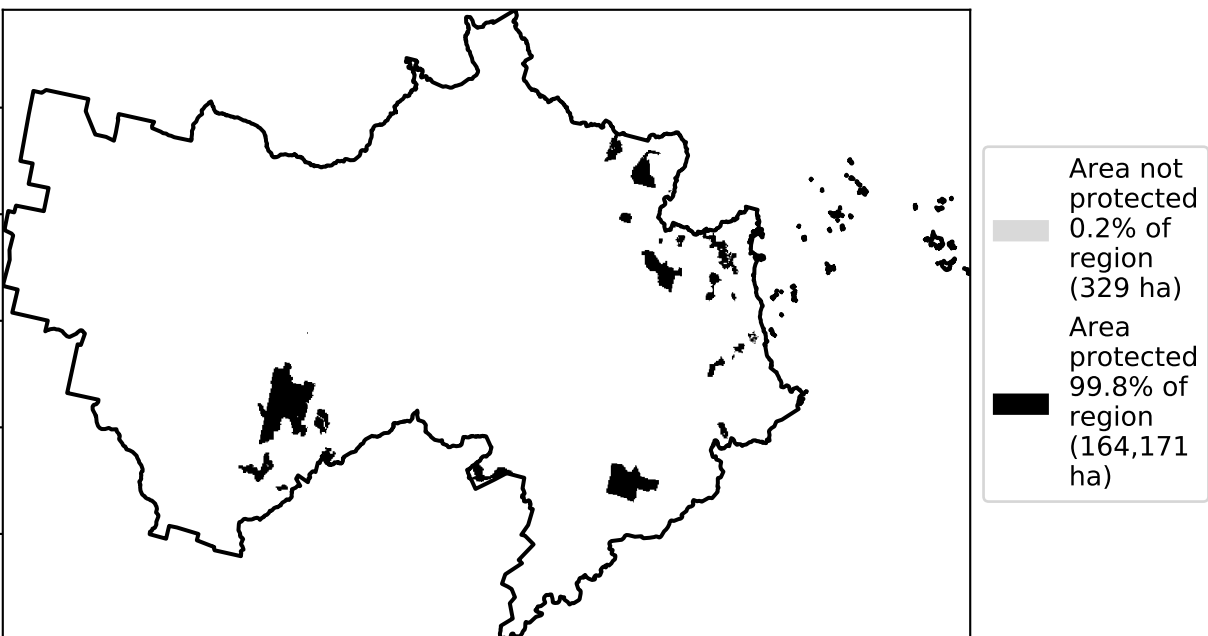 Area not
protected
0.2% of
region
(329 ha)
Area
protected
99.8% of
region
(164,171
ha)